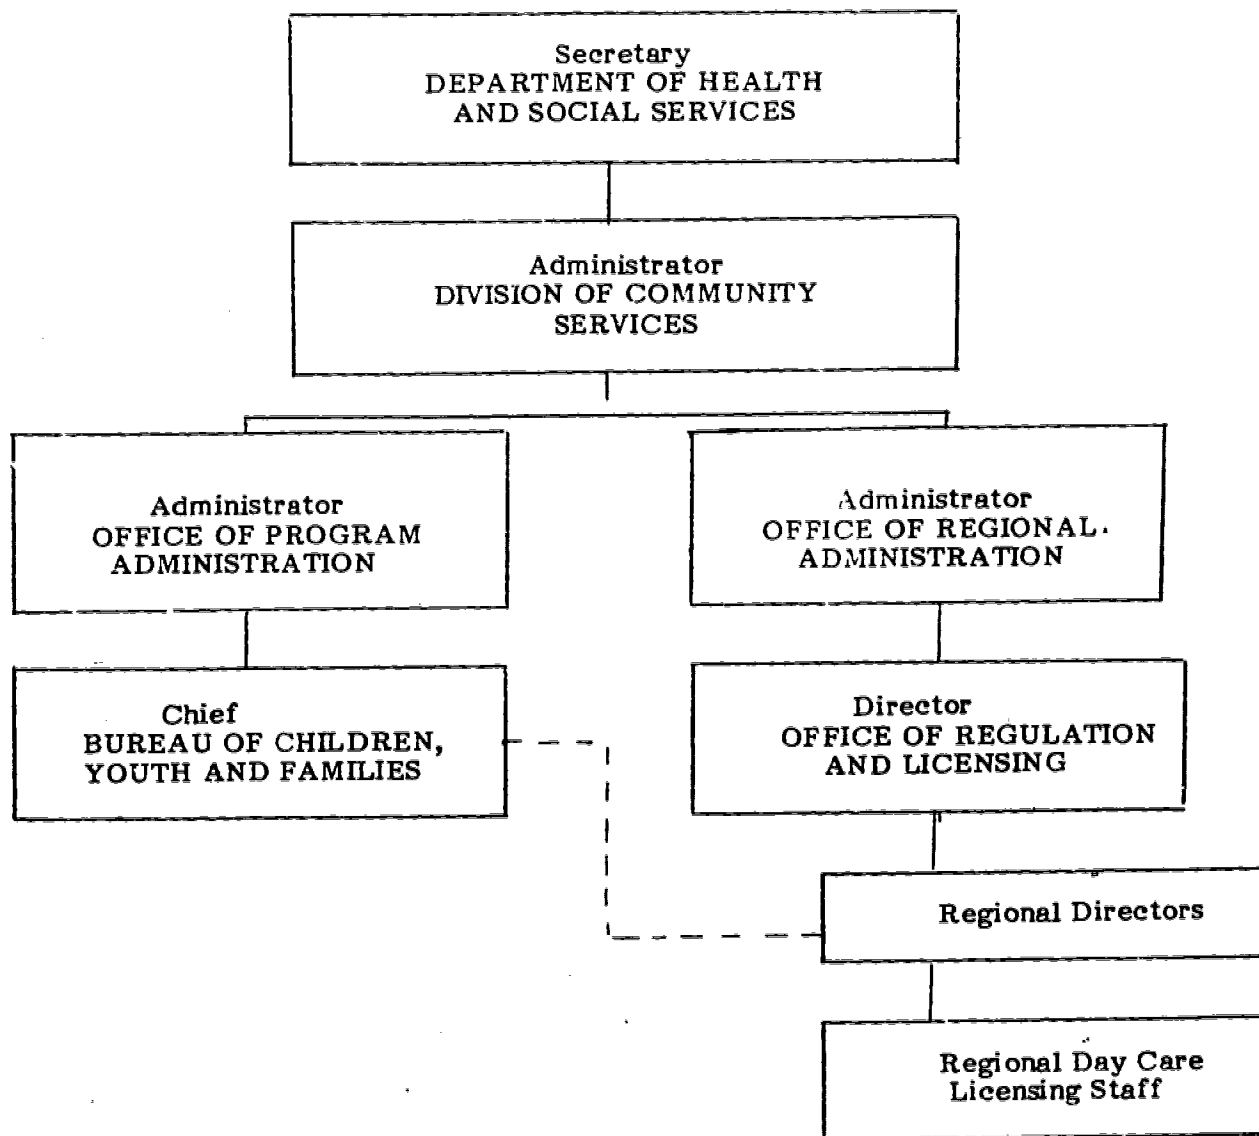 Secretary
DEPARTMENT OF HEALTH
AND SOCIAL SERVICES
Administrator
DIVISION OF COMMUNITY
SERVICES
Administrator
OFFICE OF PROGRAM
ADMINISTRATION
Administrator
OFFICE OF REGIONAL
ADMINISTRATION
Chief
BUREAU OF CHILDREN,
YOUTH AND FAMILIES
Director
OFFICE OF REGULATION
AND LICENSING
Regional Directors
Regional Day Care
Licensing Staff